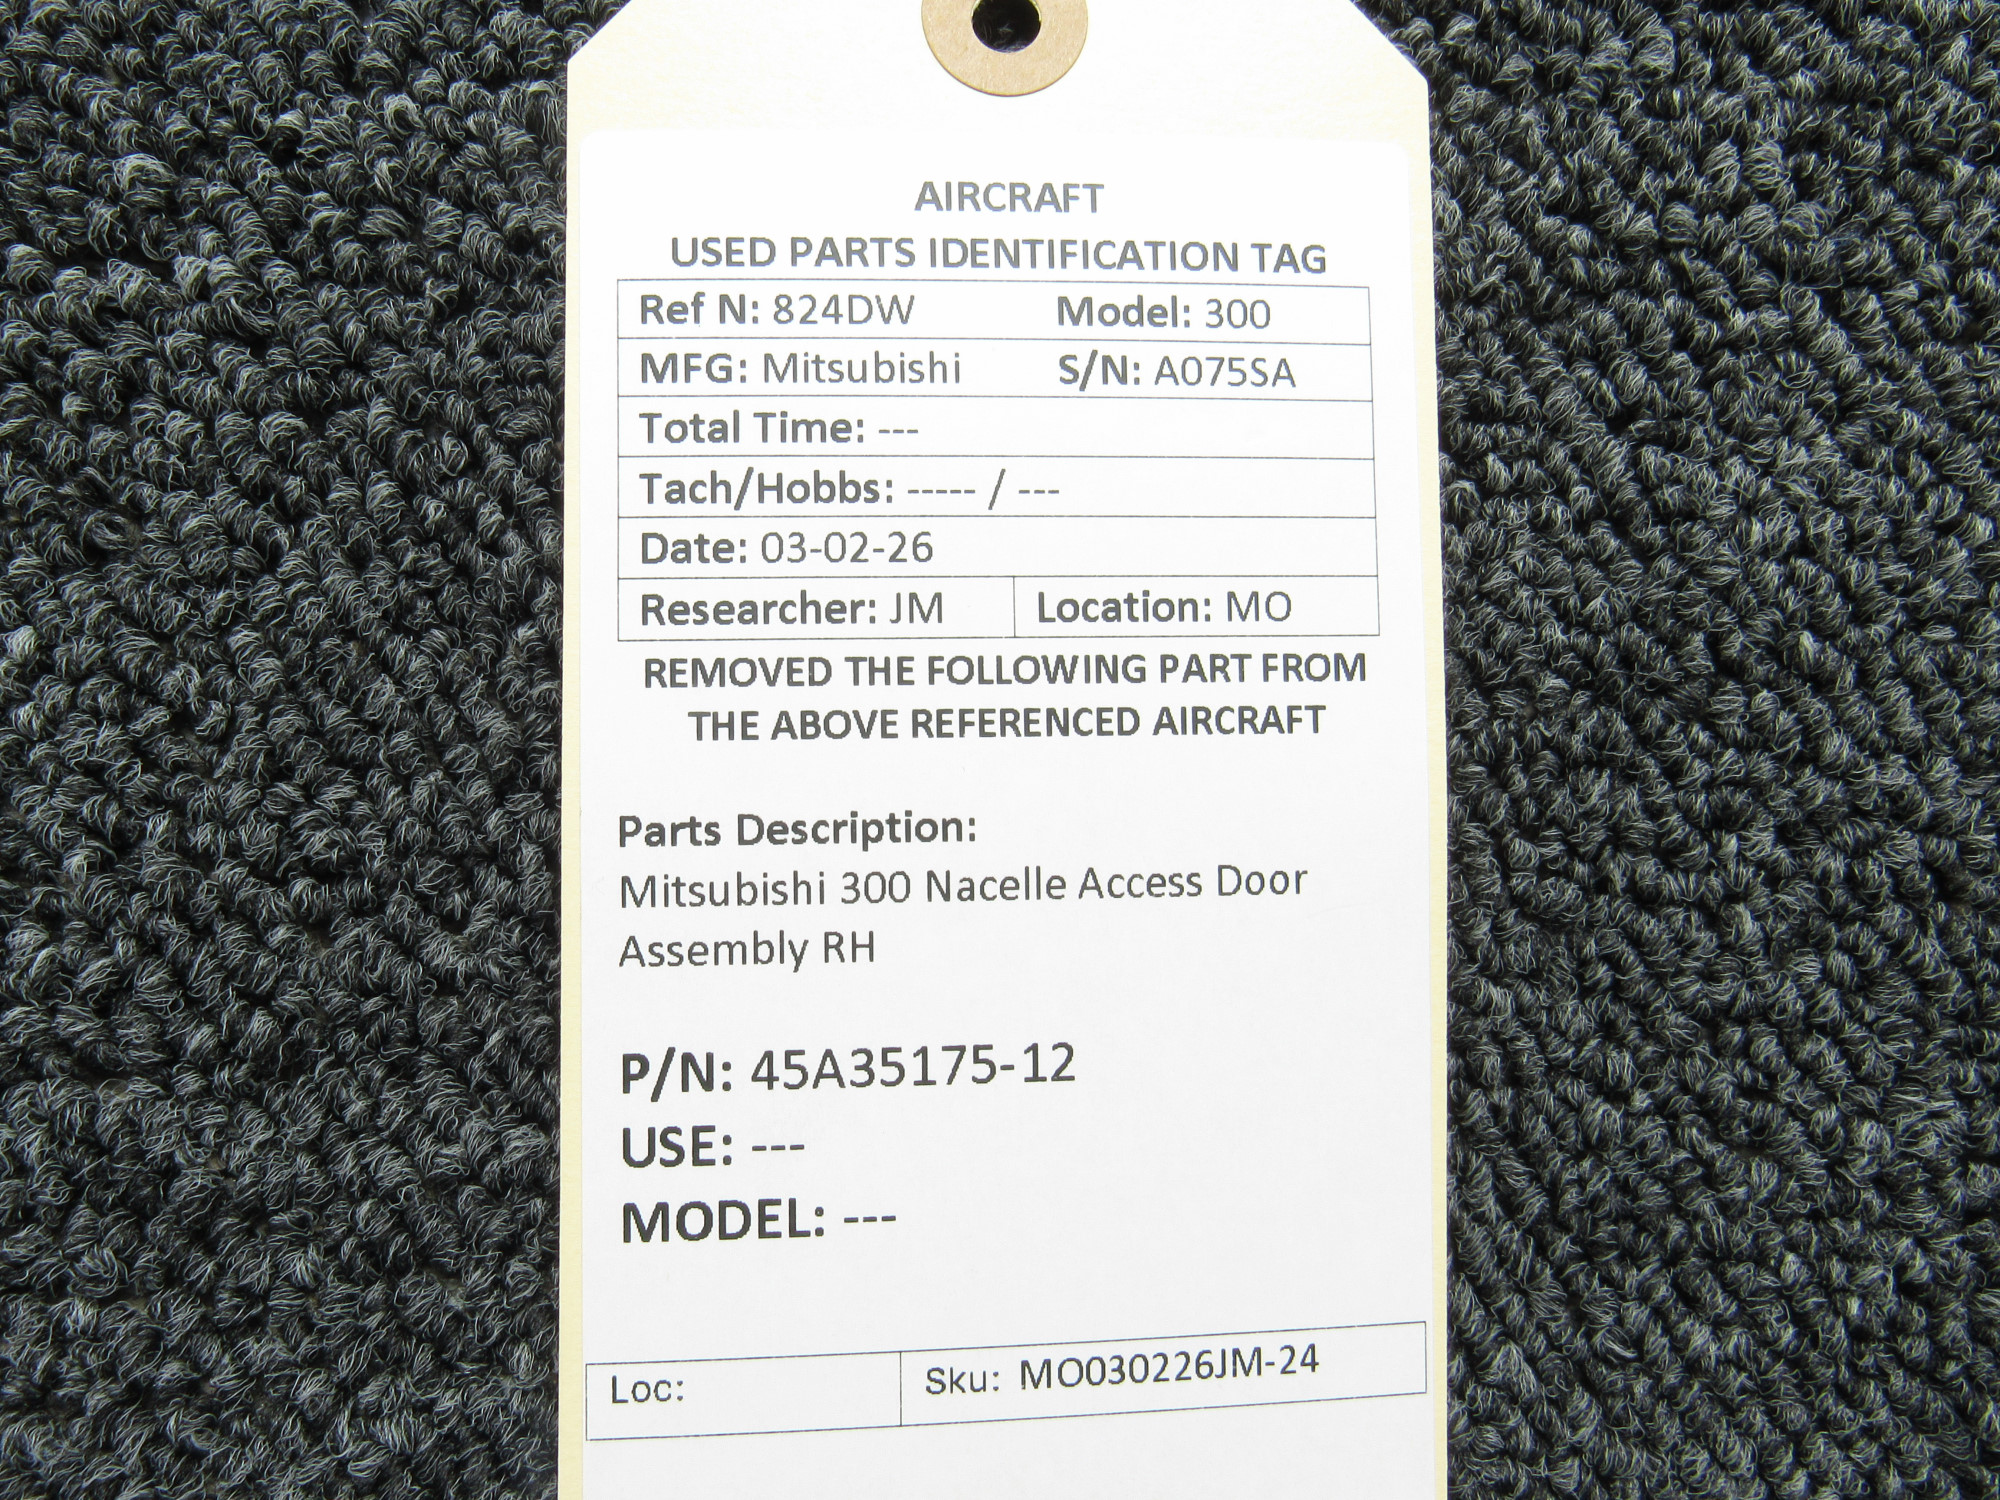 AIRCRAFT
USED PARTS IDENTIFICATION TAG
Ref N: 824DW Model: 300
MFG: Mitsubishi S/N: A075SA
Total Time: ---
Tach/Hobbs: ----- / ---
Date: 03-02-26
Researcher: JM Location: MO
REMOVED THE FOLLOWING PART FROM
THE ABOVE REFERENCED AIRCRAFT
Parts Description:
Mitsubishi 300 Nacelle Access Door
Assembly RH
P/N: 45A35175-12
USE: ---
MODEL: ---
Loc: Sku: MO030226JM-24